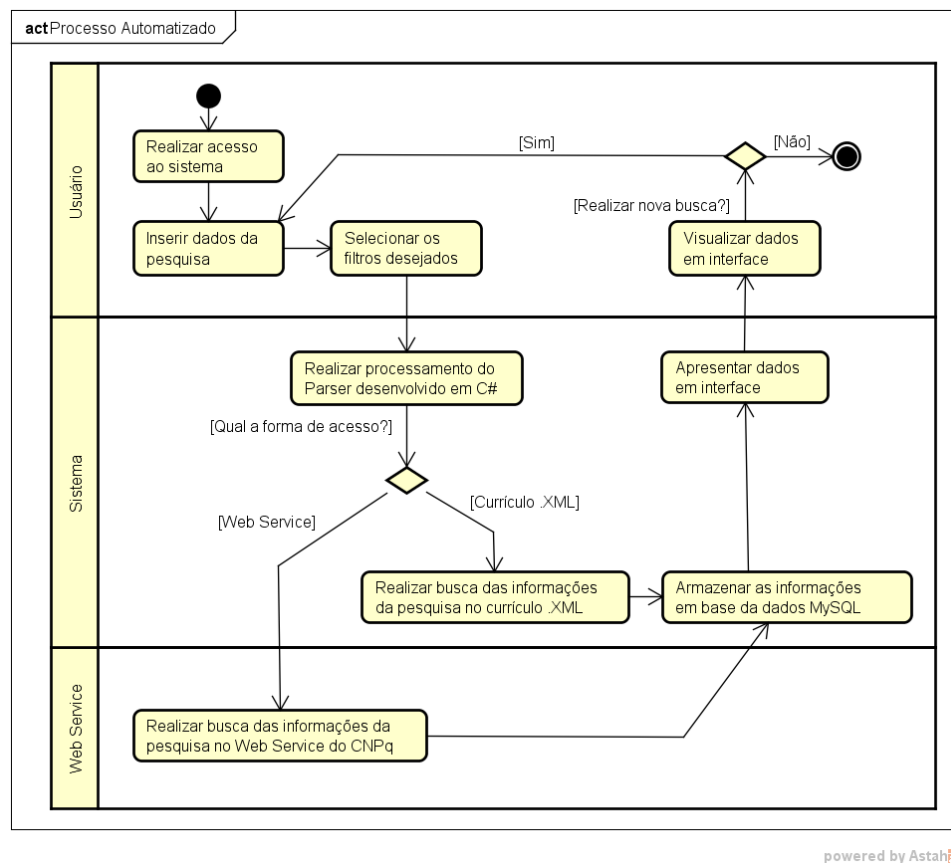 act Processo Automatizado
Usuário
Realizar acesso
ao sistema
[Sim]
[Não]
[Realizar nova busca?]
Inserir dados da
pesquisa
Selecionar os
filtros desejados
Visualizar dados
em interface
Sistema
Realizar processamento do
Parser desenvolvido em C#
Apresentar dados
em interface
[Qual a forma de acesso?]
[Web Service]
[Currículo .XML]
Realizar busca das informações
da pesquisa no currículo .XML
Armazenar as informações
em base da dados MySQL
Web Service
Realizar busca das informações da
pesquisa no Web Service do CNPq
powered by Astah